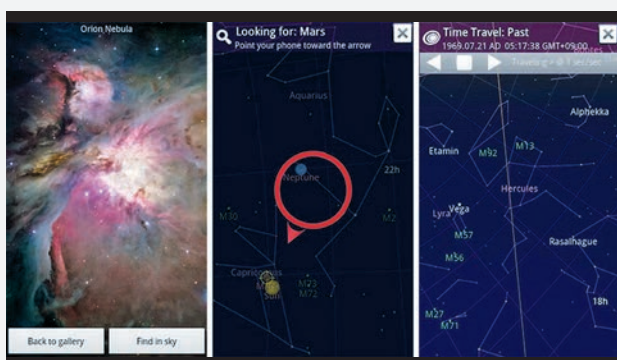 Orion Nebula
Back to gallery
Find in sky
Looking for: Mars
Point your phone toward the arrow
Aquarius
Neptune
22h
M30
M2
Capricornus
Sun
M73
M72
Time Travel: Past
1969.07.21 AD 05:17:38 GMT+09:00
Alphekka
Etamin
M92
M13
Hercules
Vega
Lyra
M57
Rasalhague
M56
18h
M27
M71